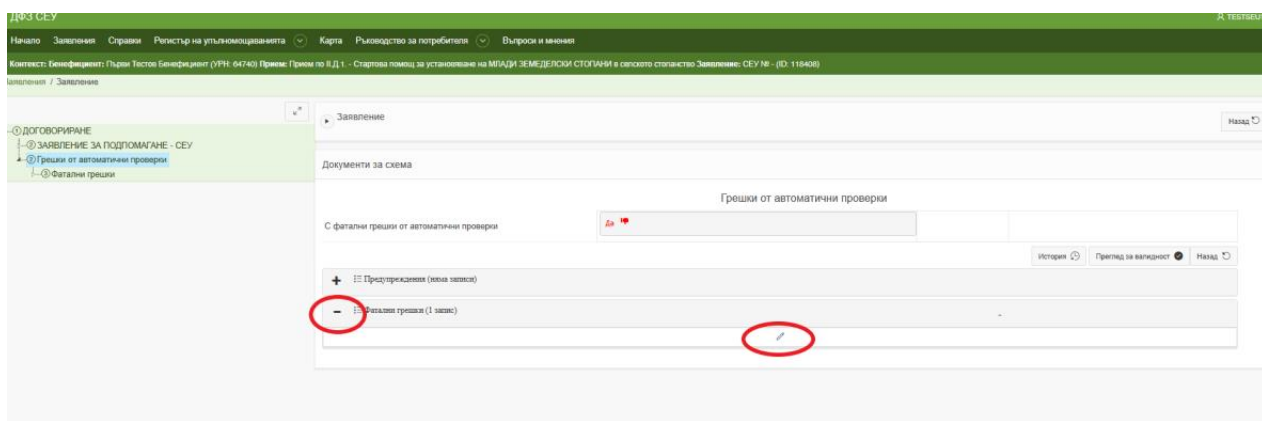 ДФЗ СЕУ
TESTSEU
Начало Заявления Справки Регистър на упълномощаванията Карта Ръководство за потребителя Въпроси и мнения
Контекст: Бенефициент: Първи Тестов Бенефициент (УРН: 64740) Прием: Прием по II.Д.1. - Стартова помощ за установяване на МЛАДИ ЗЕМЕДЕЛСКИ СТОПАНИ в селското стопанство Заявление: СЕУ № - (ID: 118408)
Заявления / Заявление
Заявление
Назад
1 ДОГОВОРИРАНЕ
2 ЗАЯВЛЕНИЕ ЗА ПОДПОМАГАНЕ - СЕУ
2 Грешки от автоматични проверки
3 Фатални грешки
Документи за схема
Грешки от автоматични проверки
С фатални грешки от автоматични проверки
Да
История Преглед за валидност Назад
+ Предупреждения (няма записи)
- Фатални грешки (1 запис)
-